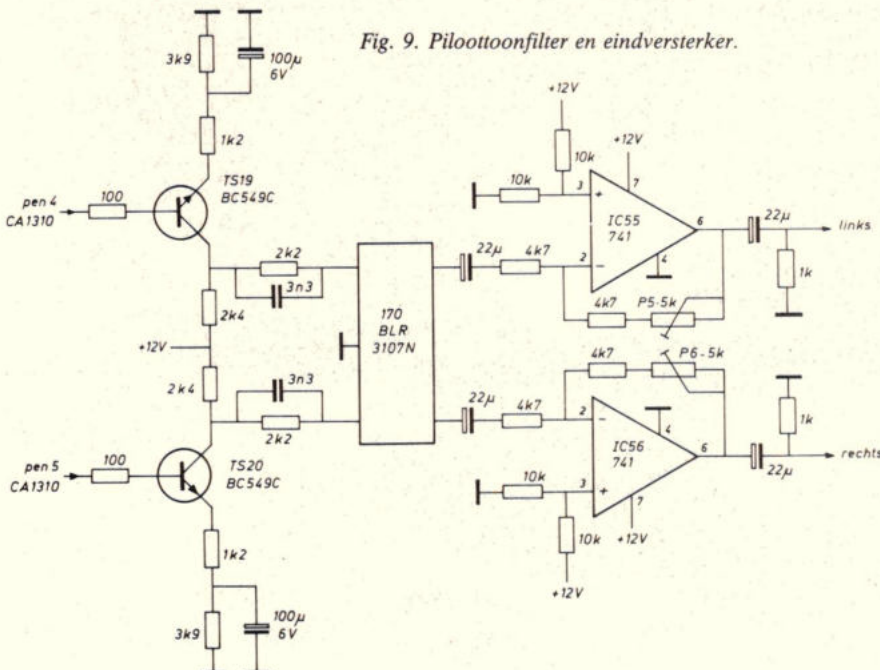 Fig. 9. Piloottoonfilter en eindversterker.
3k9
100µ
6V
1k2
TS19
BC549C
pen 4
CA1310
100
2k2
3n3
2k4
+12V
2k4
3n3
2k2
170
BLR
3107N
pen 5
CA1310
100
TS20
BC549C
1k2
3k9
100µ
6V
+12V
10k
10k
+12V
7
3
+
IC55
741
6
2
−
4
22µ
4k7
4k7
P5-5k
22µ
links
1k
4k7
P6-5k
22µ
4k7
2
−
4
IC56
741
6
3
+
7
10k
10k
+12V
+12V
1k
22µ
rechts